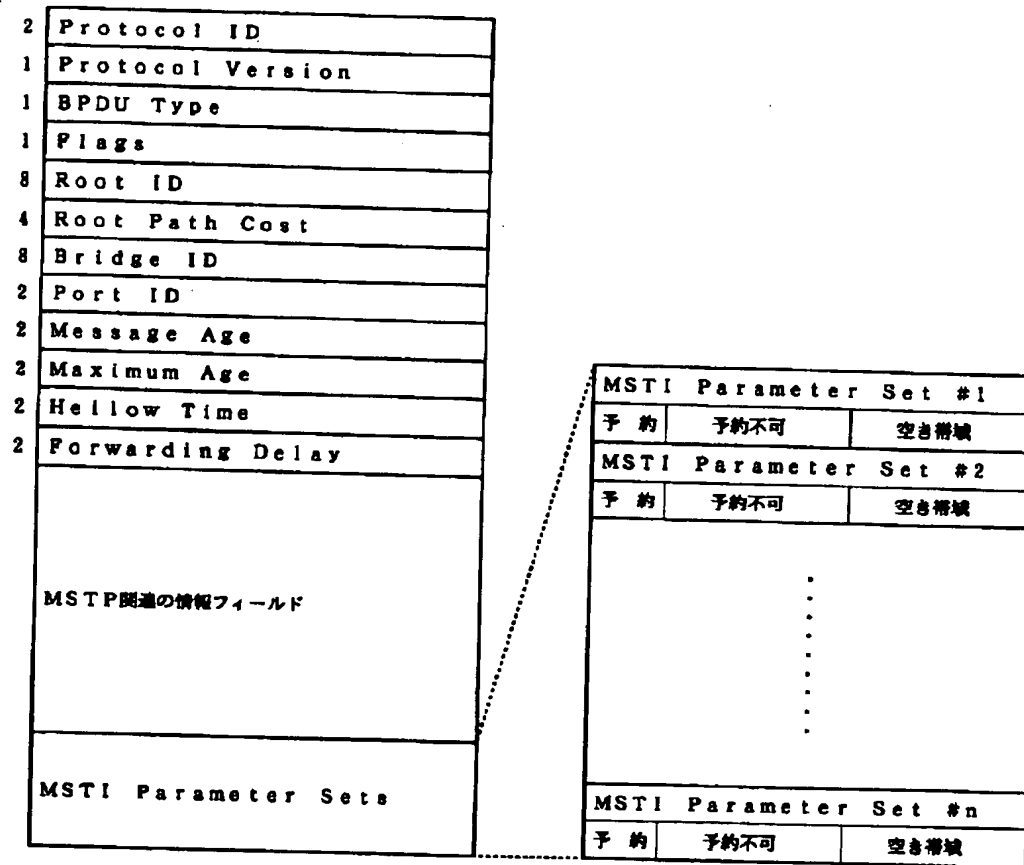 2 Protocol ID
1 Protocol Version
1 BPDU Type
1 Flags
8 Root ID
4 Root Path Cost
8 Bridge ID
2 Port ID
2 Message Age
2 Maximum Age
2 Hellow Time
2 Forwarding Delay
MSTP関連の情報フィールド
MSTI Parameter Sets
MSTI Parameter Set #1
予約 予約不可 空き帯域
MSTI Parameter Set #2
予約 予約不可 空き帯域
MSTI Parameter Set #n
予約 予約不可 空き帯域